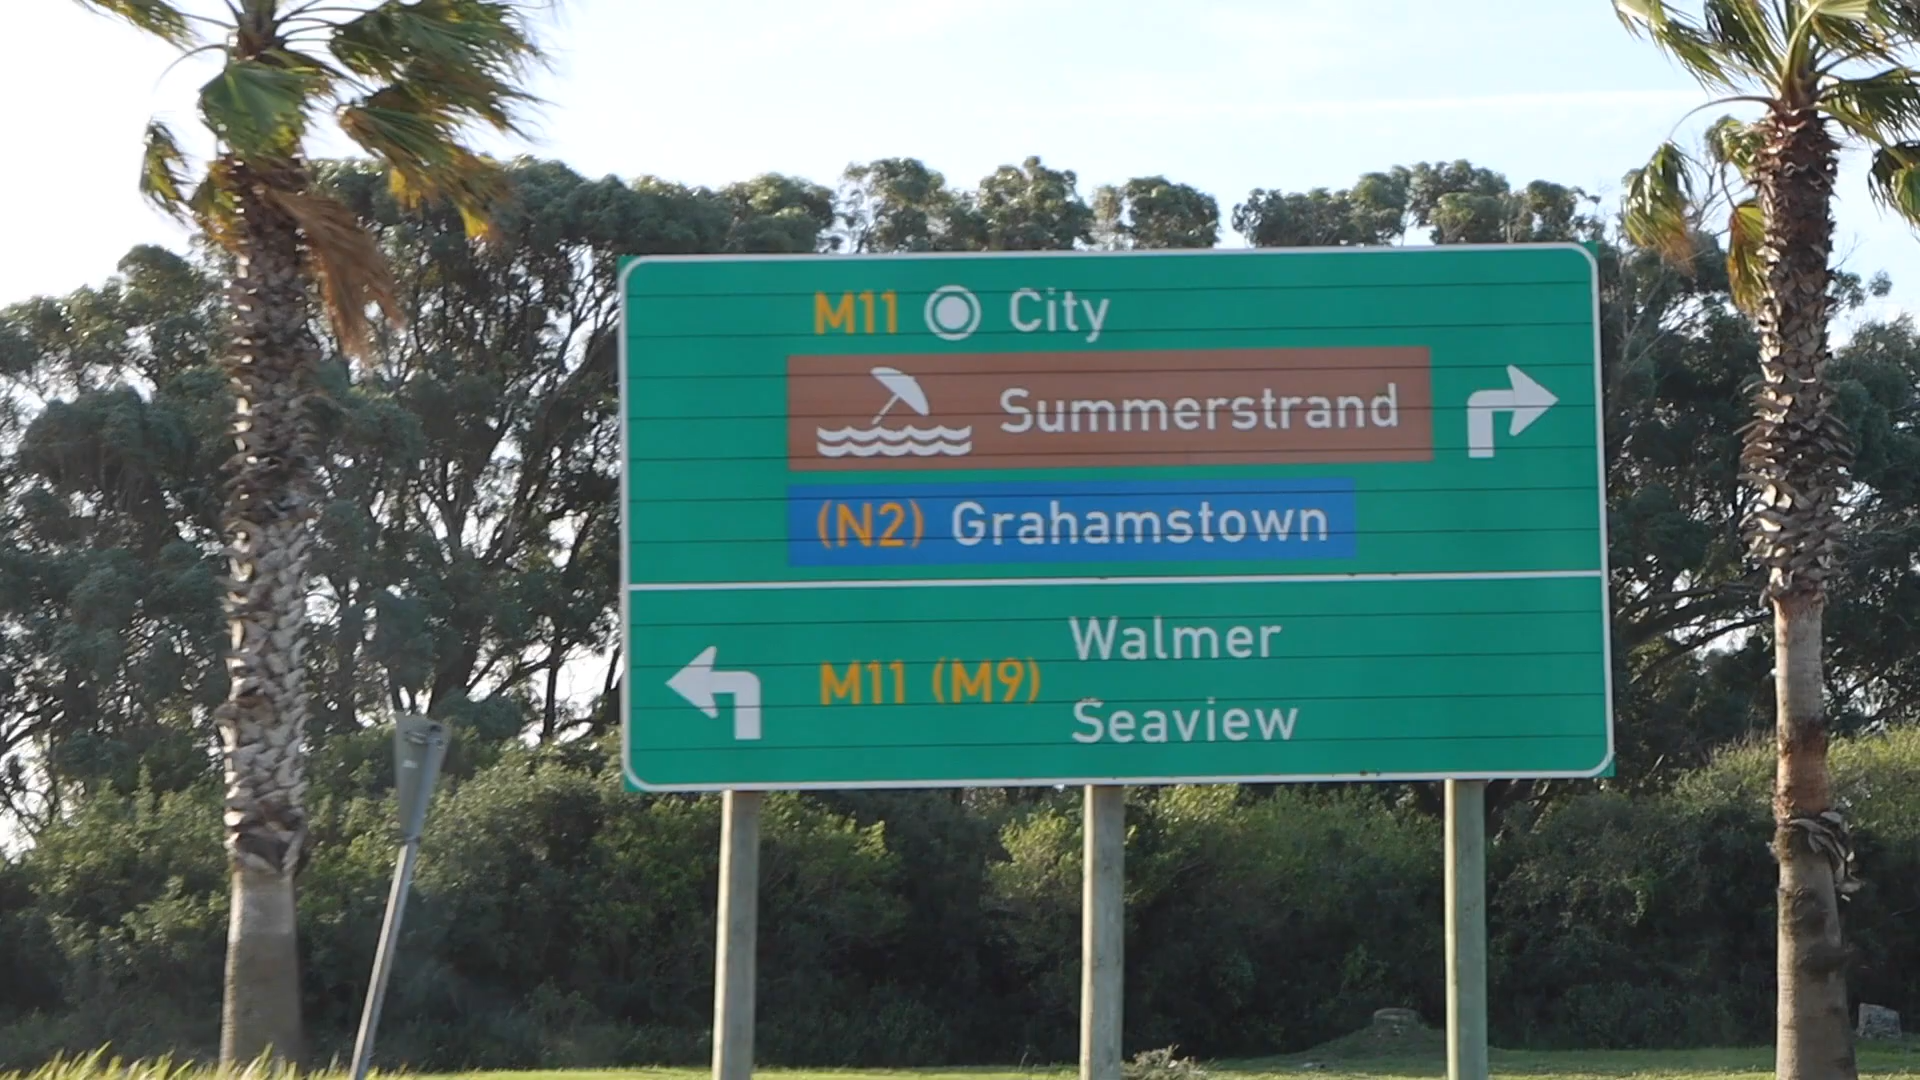 M11 City
Summerstrand
(N2) Grahamstown
Walmer
M11 (M9)
Seaview